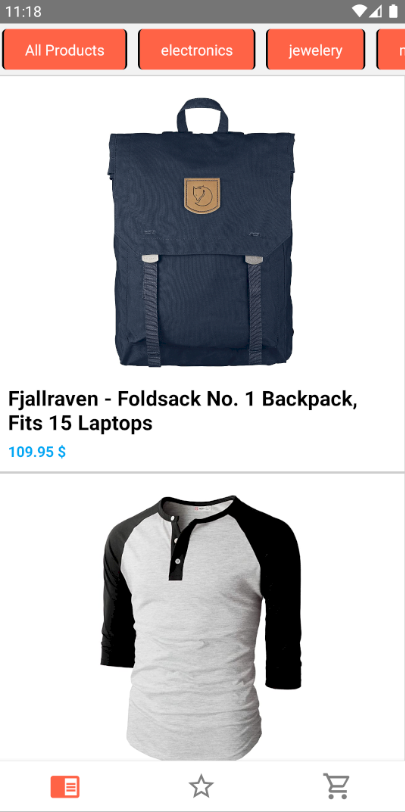 11:18
All Products electronics jewelery
Fjallraven - Foldsack No. 1 Backpack,
Fits 15 Laptops
109.95 $